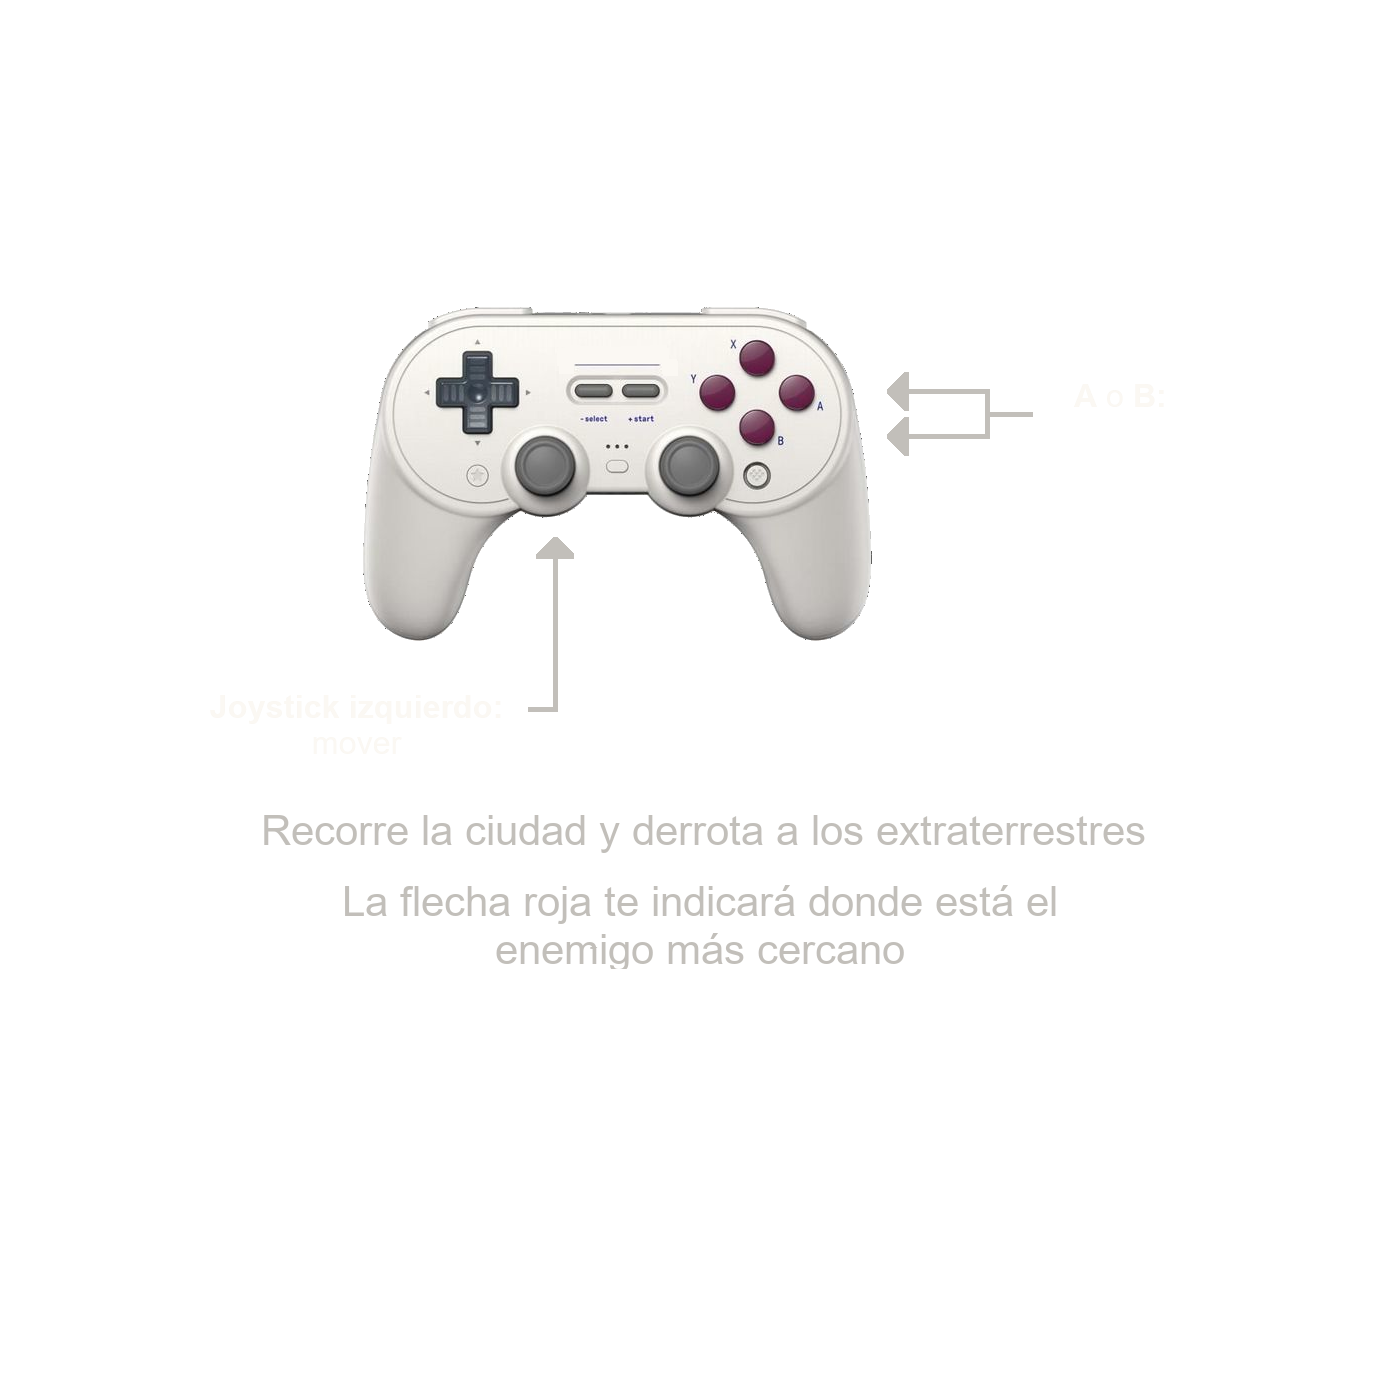 X
Y
A
B
-select
+start
A o B:
Joystick izquierdo:
mover
Recorre la ciudad y derrota a los extraterrestres
La flecha roja te indicará donde está el
enemigo más cercano